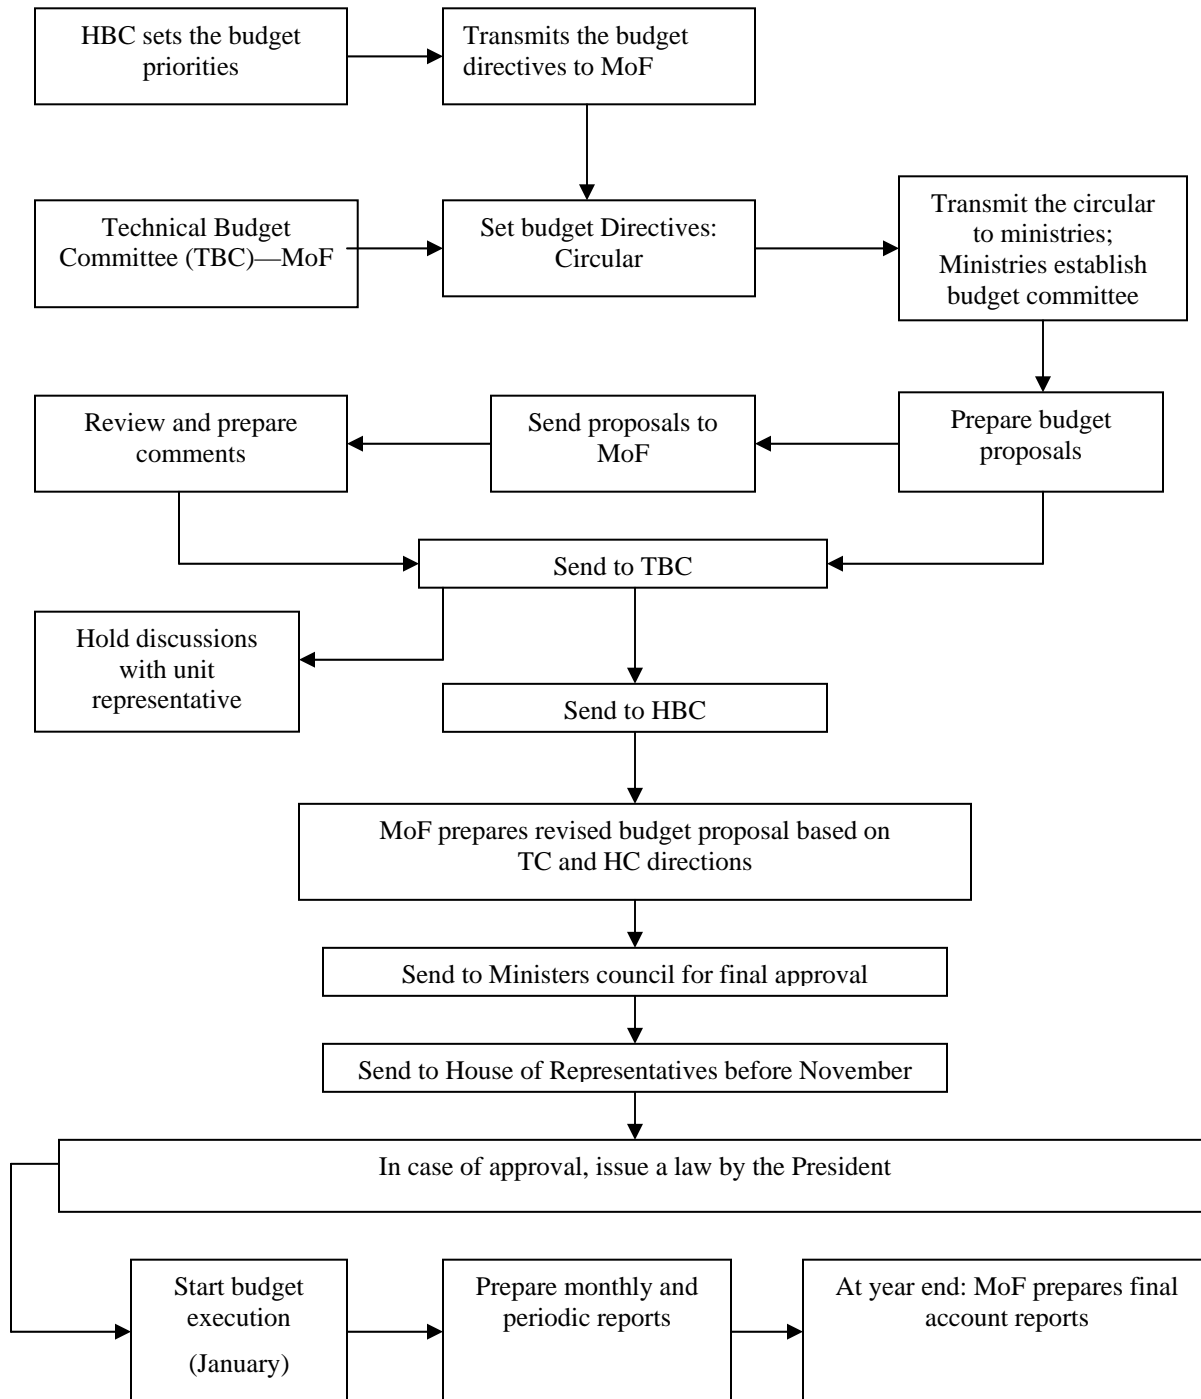 HBC sets the budget
priorities
Transmits the budget
directives to MoF
Technical Budget
Committee (TBC)—MoF
Set budget Directives:
Circular
Transmit the circular
to ministries;
Ministries establish
budget committee
Review and prepare
comments
Send proposals to
MoF
Prepare budget
proposals
Send to TBC
Hold discussions
with unit
representative
Send to HBC
MoF prepares revised budget proposal based on
TC and HC directions
Send to Ministers council for final approval
Send to House of Representatives before November
In case of approval, issue a law by the President
Start budget
execution
(January)
Prepare monthly and
periodic reports
At year end: MoF prepares final
account reports